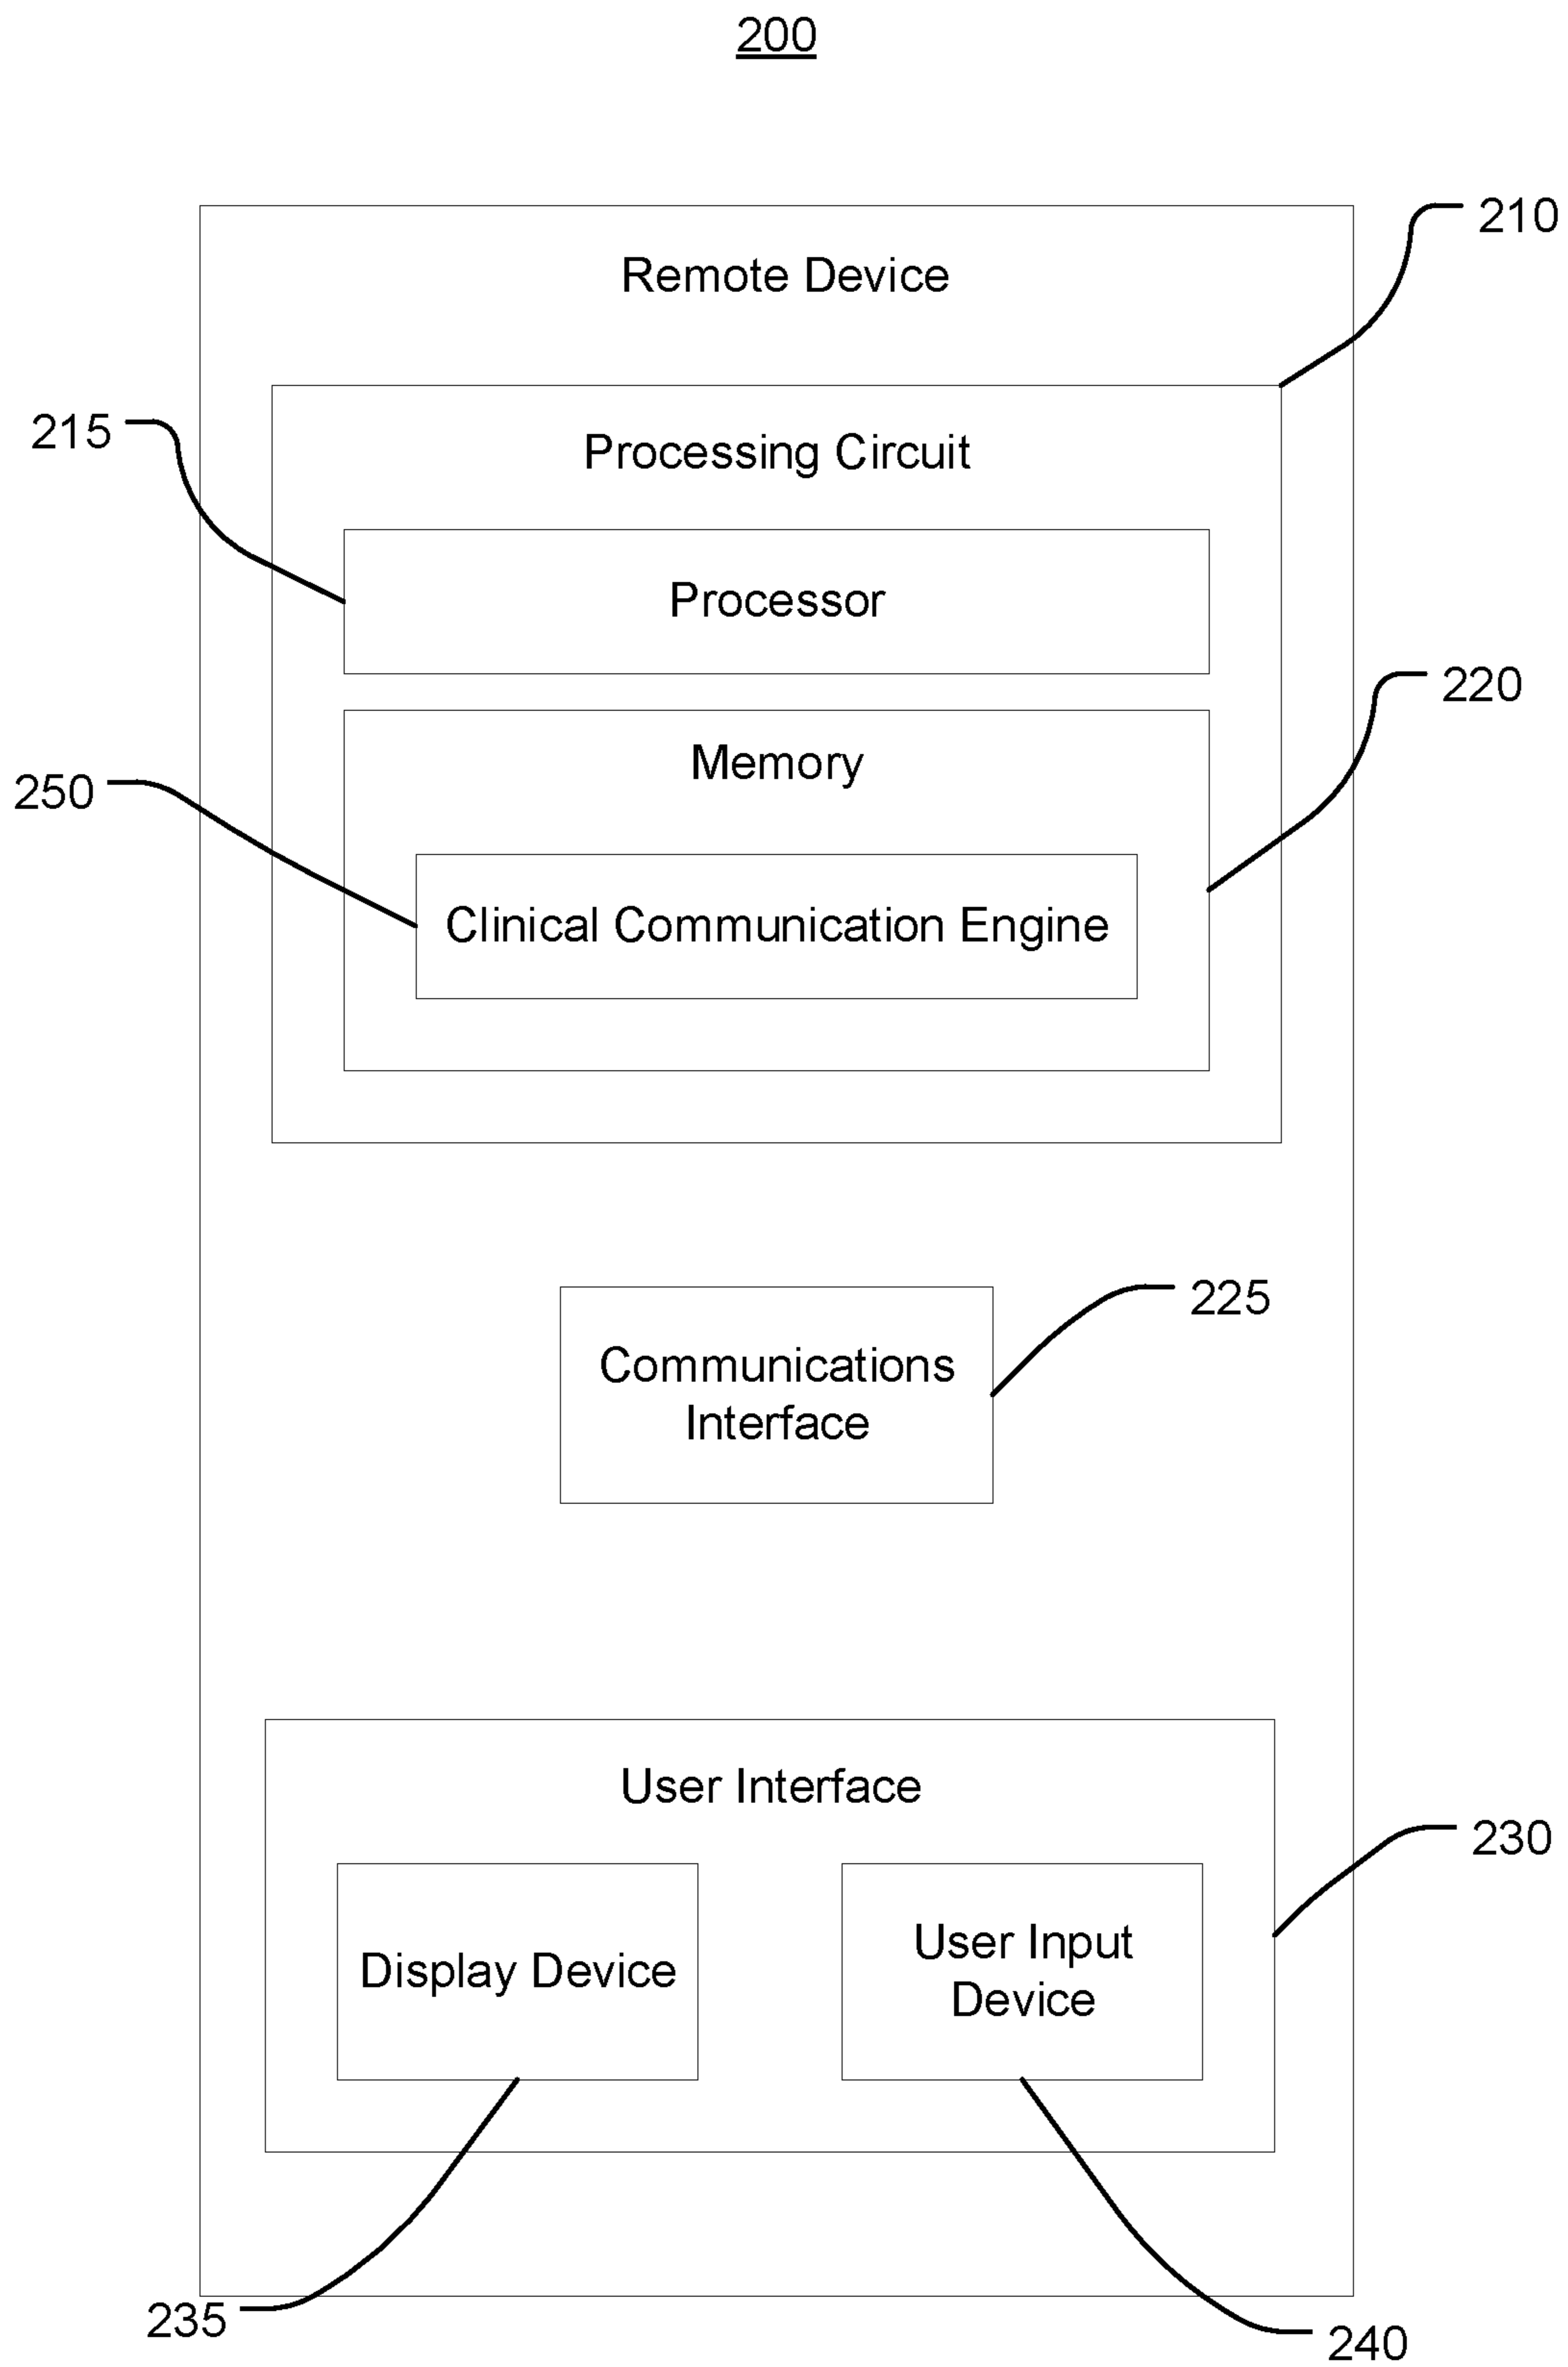 200
210
Remote Device
215
Processing Circuit
Processor
220
Memory
250
Clinical Communication Engine
225
Communications
Interface
User Interface
230
Display Device
User Input
Device
235
240